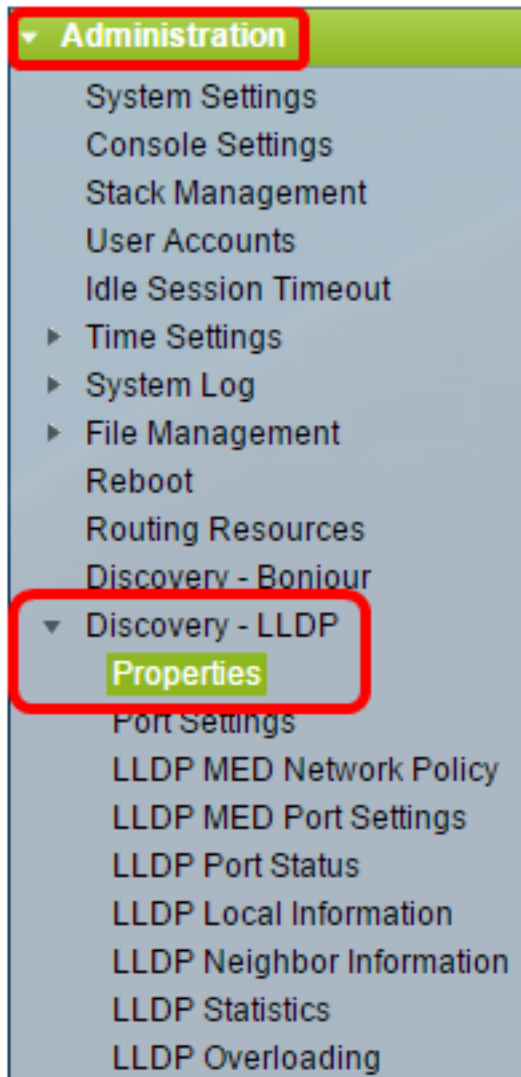 Administration
System Settings
Console Settings
Stack Management
User Accounts
Idle Session Timeout
Time Settings
System Log
File Management
Reboot
Routing Resources
Discovery - Bonjour
Discovery - LLDP
Properties
Port Settings
LLDP MED Network Policy
LLDP MED Port Settings
LLDP Port Status
LLDP Local Information
LLDP Neighbor Information
LLDP Statistics
LLDP Overloading